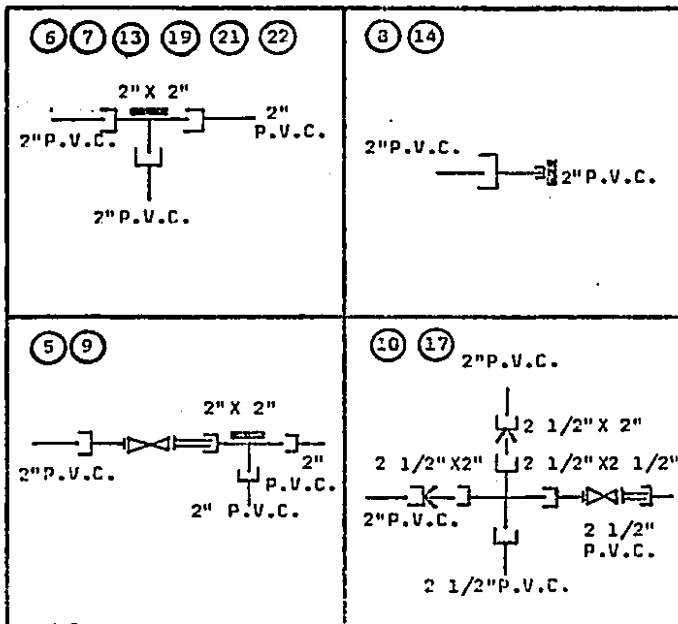 6 7 13 19 21 22
2" X 2"
2"P.V.C.
2"
P.V.C.
2"P.V.C.
8 14
2"P.V.C.
2"P.V.C.
5 9
2" X 2"
2"P.V.C.
2"
P.V.C.
2" P.V.C.
10 17
2"P.V.C.
2 1/2"X 2"
2 1/2"X2"
2 1/2"X2 1/2"
2"P.V.C.
2 1/2"
P.V.C.
2 1/2"P.V.C.